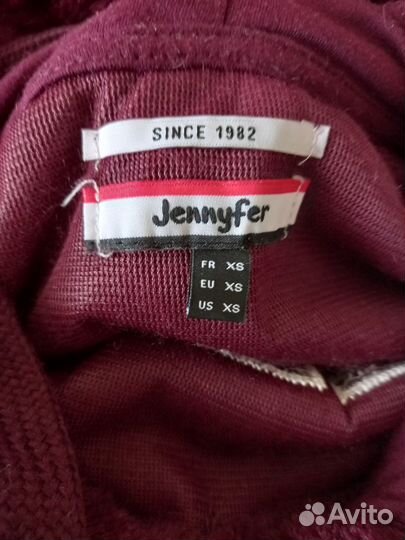 SINCE 1982
Jennyfer
FR XS
EU XS
US XS
Avito